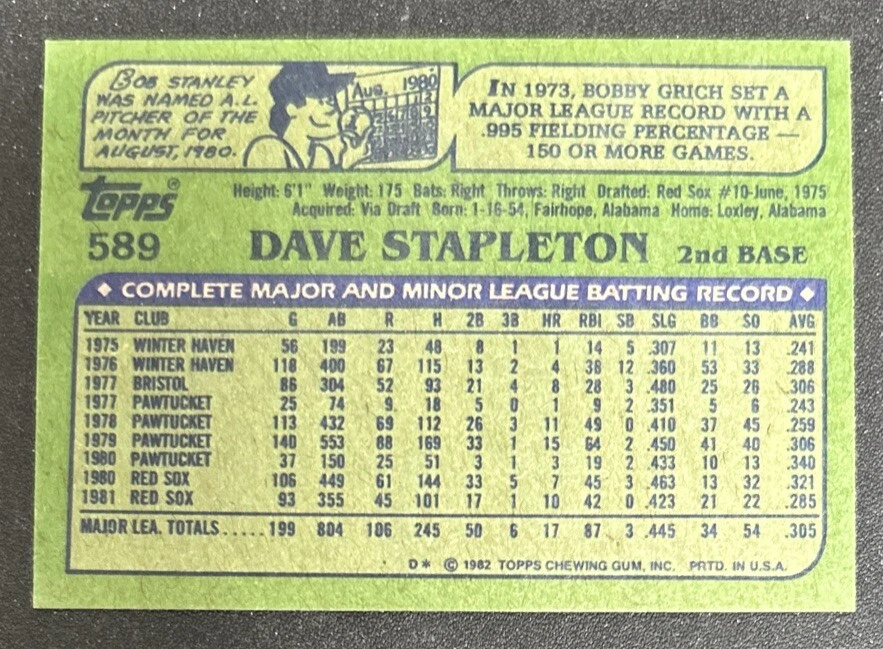 BOB STANLEY
WAS NAMED A.L.
PITCHER OF THE
MONTH FOR
AUGUST, 1980.
Aug. 1980
IN 1973, BOBBY GRICH SET A
MAJOR LEAGUE RECORD WITH A
.995 FIELDING PERCENTAGE —
150 OR MORE GAMES.
TOPPS®
Height: 6'1" Weight: 175 Bats: Right Throws: Right Drafted: Red Sox #10-June, 1975
Acquired: Via Draft Born: 1-16-54, Fairhope, Alabama Home: Loxley, Alabama
589 DAVE STAPLETON 2nd BASE
◆ COMPLETE MAJOR AND MINOR LEAGUE BATTING RECORD ◆
YEAR CLUB G AB R H 2B 3B HR RBI SB SLG BB SO AVG
1975 WINTER HAVEN 56 199 23 48 8 1 1 14 5 .307 11 13 .241
1976 WINTER HAVEN 118 400 67 115 13 2 4 38 12 .360 53 33 .288
1977 BRISTOL 86 304 52 93 21 4 8 28 3 .480 25 26 .306
1977 PAWTUCKET 25 74 9 18 5 0 1 9 2 .351 5 6 .243
1978 PAWTUCKET 113 432 69 112 26 3 11 49 0 .410 37 45 .259
1979 PAWTUCKET 140 553 88 169 33 1 15 64 2 .450 41 40 .306
1980 PAWTUCKET 37 150 25 51 3 1 3 19 2 .433 10 13 .340
1980 RED SOX 106 449 61 144 33 5 7 45 3 .463 13 32 .321
1981 RED SOX 93 355 45 101 17 1 10 42 0 .423 21 22 .285
MAJOR LEA. TOTALS..... 199 804 106 245 50 6 17 87 3 .445 34 54 .305
D* © 1982 TOPPS CHEWING GUM, INC. PRTD. IN U.S.A.